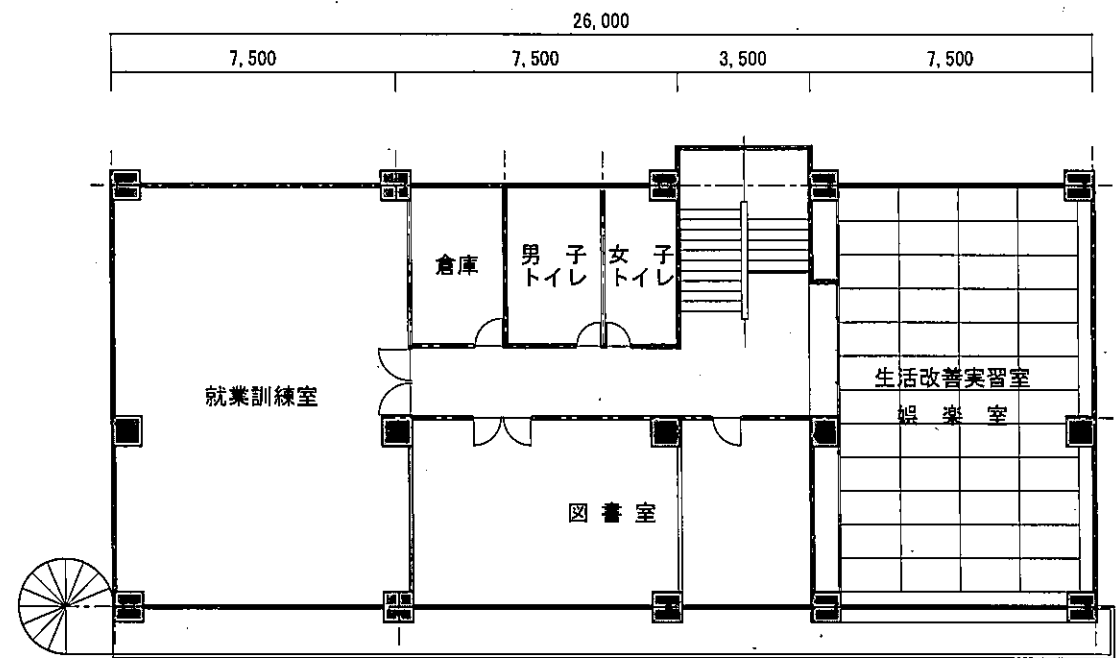 26,000
7,500
7,500
3,500
7,500
倉庫
男 子
トイレ
女 子
トイレ
就業訓練室
生活改善実習室
娯 楽 室
図 書 室